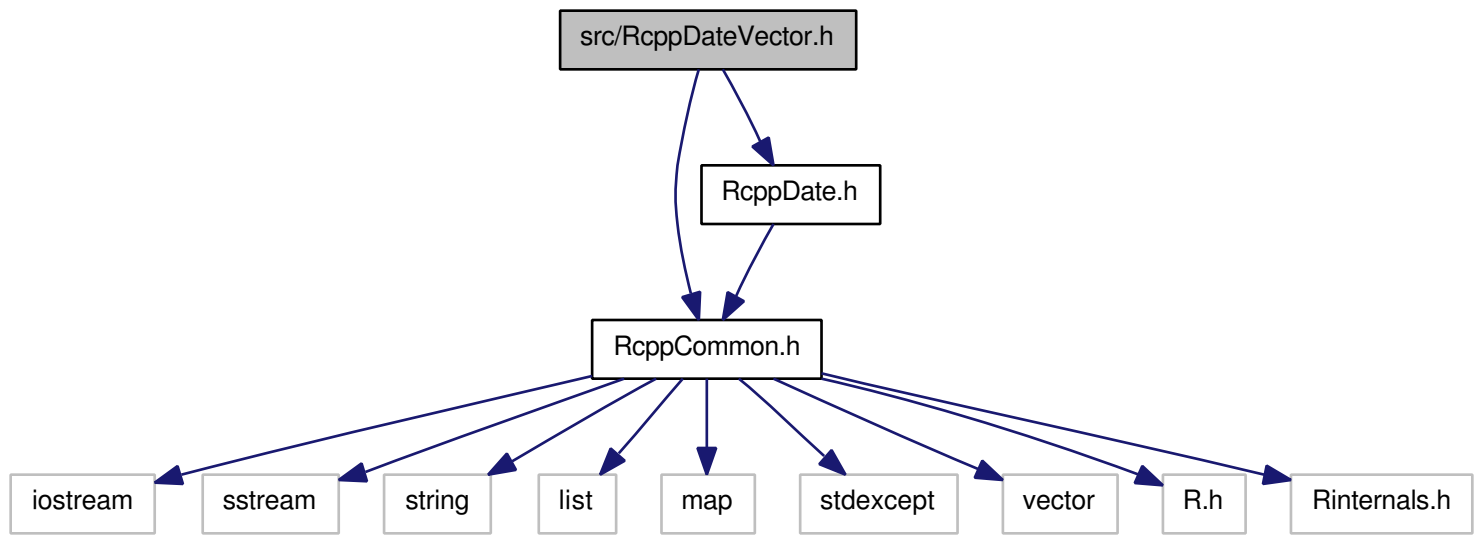 src/RcppDateVector.h
RcppDate.h
RcppCommon.h
iostream
sstream
string
list
map
stdexcept
vector
R.h
Rinternals.h